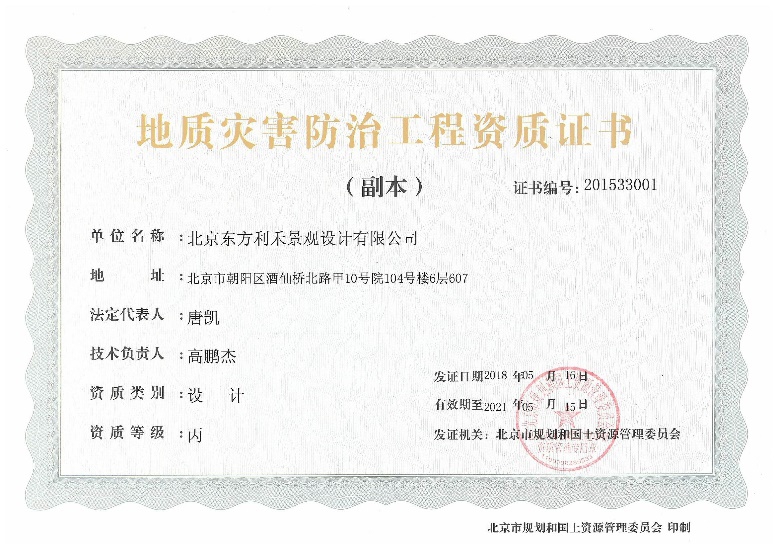 地质灾害防治工程资质证书
（副本）
证书编号：201533001
单位名称：北京东方利禾景观设计有限公司
地址：北京市朝阳区酒仙桥北路甲10号院104号楼6层607
法定代表人：唐凯
技术负责人：高鹏杰
资质类别：设 计
资质等级：丙
发证日期2018年05月16日
有效期至2021年05月15日
发证机关：北京市规划和国土资源管理委员会
北京市规划和国土资源管理委员会 印制